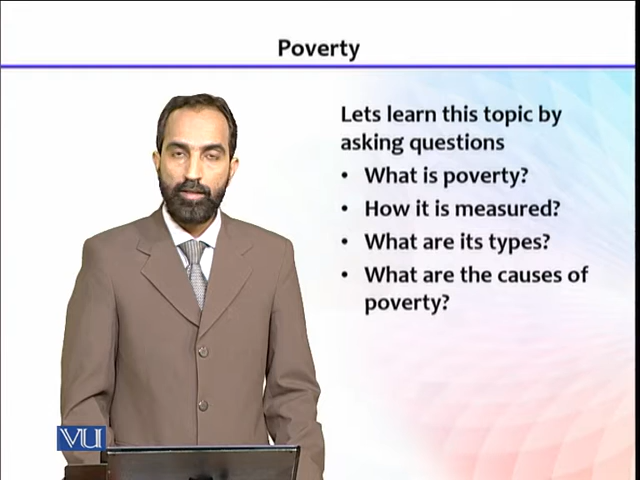 Poverty
Lets learn this topic by
asking questions
• What is poverty?
• How it is measured?
• What are its types?
• What are the causes of
poverty?
VU